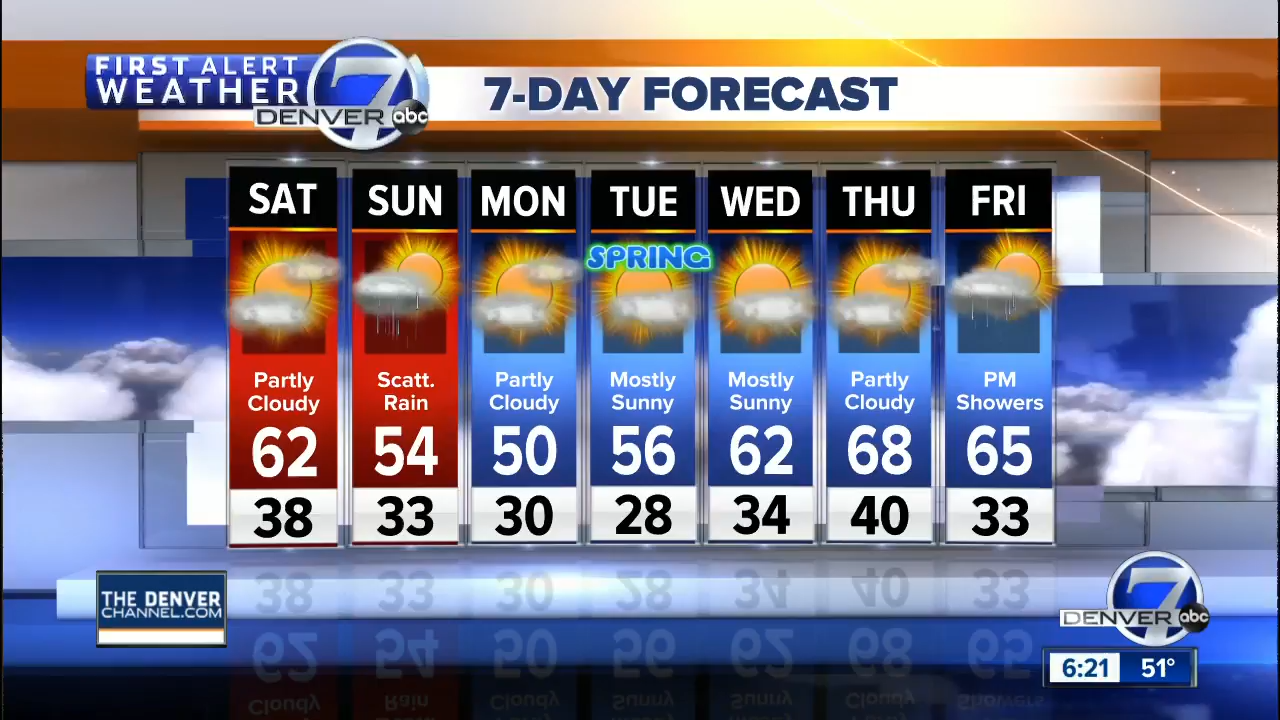 FIRST ALERT
WEATHER
7
DENVER abc
7-DAY FORECAST
SAT SUN MON TUE WED THU FRI
SPRING
Partly Scatt. Partly Mostly Mostly Partly PM
Cloudy Rain Cloudy Sunny Sunny Cloudy Showers
62 54 50 56 62 68 65
38 33 30 28 34 40 33
THE DENVER
CHANNEL.COM
7
DENVER abc
6:21 51°